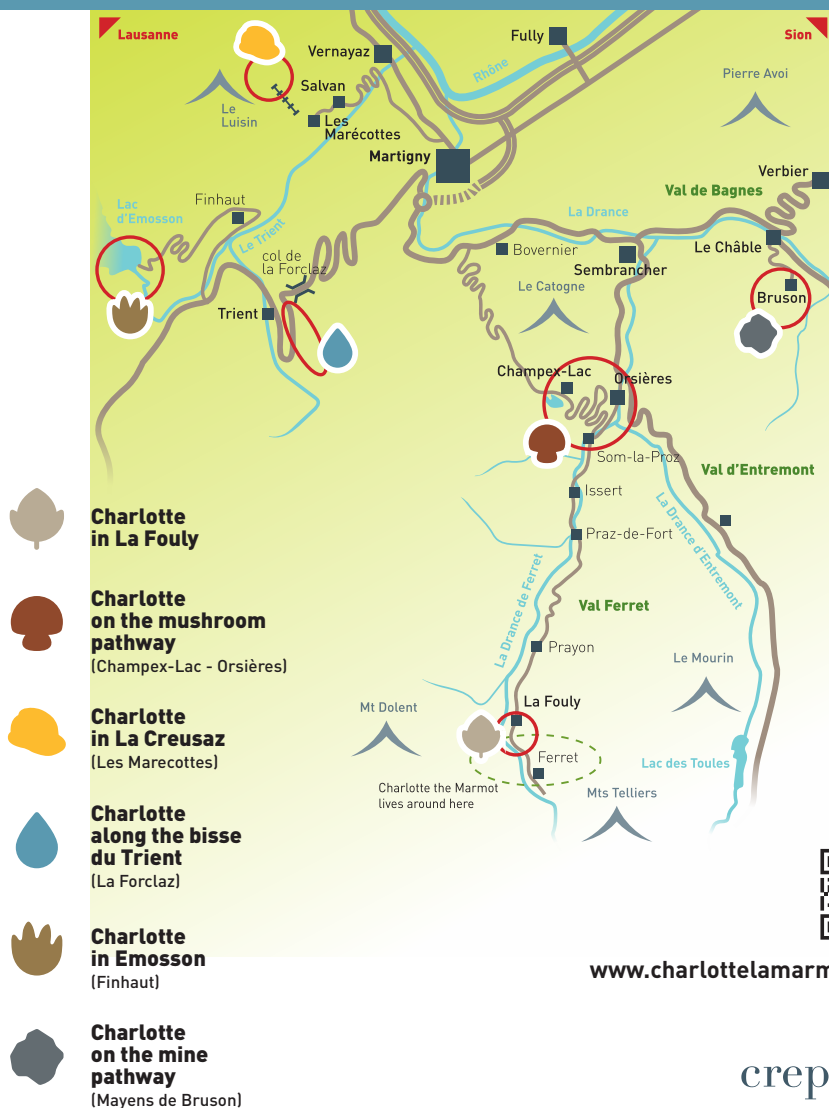 Lausanne
Sion
Fully
Vernayaz
Rhône
Pierre Avoi
Salvan
Le
Luisin
Les
Marécottes
Martigny
Verbier
Val de Bagnes
Finhaut
Lac
d'Emosson
La Drance
Le Trient
Le Châble
Bovernier
col de
la Forclaz
Sembrancher
Le Catogne
Bruson
Trient
Champex-Lac
Orsières
Som-la-Proz
Val d'Entremont
Issert
La Drance d'Entremont
Praz-de-Fort
La Drance de Ferret
Val Ferret
Prayon
Le Mourin
La Fouly
Mt Dolent
Ferret
Lac des Toules
Charlotte the Marmot
lives around here
Mts Telliers
Charlotte
in La Fouly
Charlotte
on the mushroom
pathway
(Champex-Lac - Orsières)
Charlotte
in La Creusaz
(Les Marecottes)
Charlotte
along the bisse
du Trient
(La Forclaz)
Charlotte
in Emosson
(Finhaut)
Charlotte
on the mine
pathway
(Mayens de Bruson)
www.charlottelamarm
crep